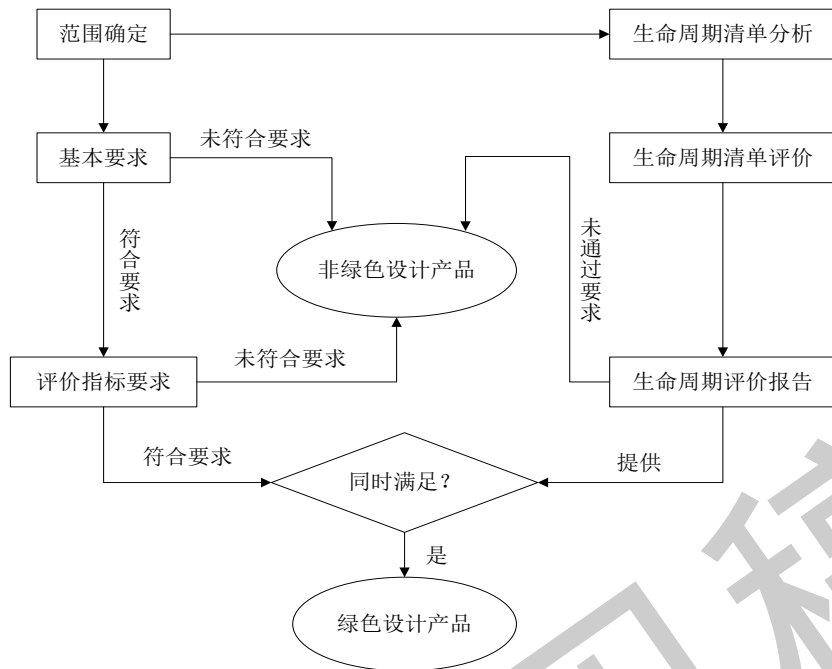 范围确定
生命周期清单分析
基本要求
未符合要求
生命周期清单评价
符合要求
非绿色设计产品
未通过要求
评价指标要求
未符合要求
生命周期评价报告
符合要求
同时满足？
提供
是
绿色设计产品
稿